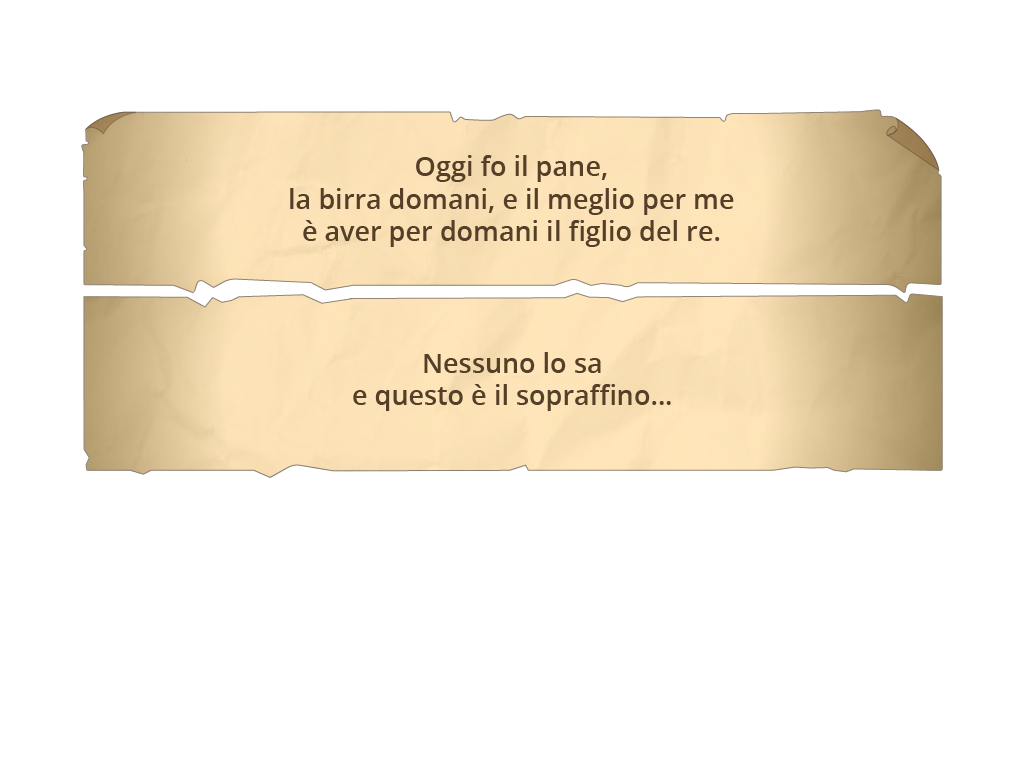 Oggi fo il pane,
la birra domani, e il meglio per me
è aver per domani il figlio del re.
Nessuno lo sa
e questo è il sopraffino...